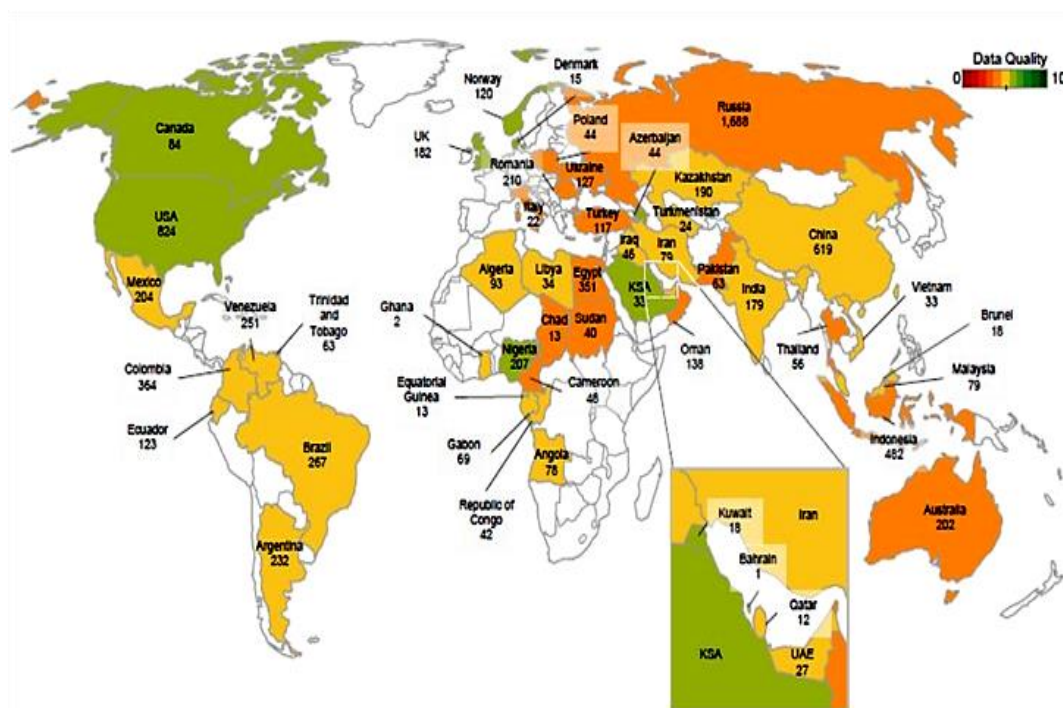 Data Quality
0
10
Denmark
15
Norway
120
Russia
1,688
Canada
84
Poland
44
Azerbaijan
44
UK
182
Romania
210
Ukraine
127
Kazakhstan
190
USA
824
Italy
22
Turkey
117
Turkmenistan
24
China
619
Iraq
46
Iran
79
Mexico
204
Algeria
93
Libya
34
Egypt
351
KSA
33
Pakistan
63
India
179
Vietnam
33
Venezuela
251
Trinidad
and
Tobago
63
Ghana
2
Chad
13
Sudan
40
Brunei
18
Nigeria
207
Oman
138
Thailand
56
Malaysia
79
Colombia
364
Equatorial
Guinea
13
Cameroon
48
Ecuador
123
Brazil
267
Gabon
69
Angola
78
Indonesia
482
Republic of
Congo
42
Australia
202
Argentina
232
Kuwait
18
Iran
Bahrain
1
Qatar
12
KSA
UAE
27